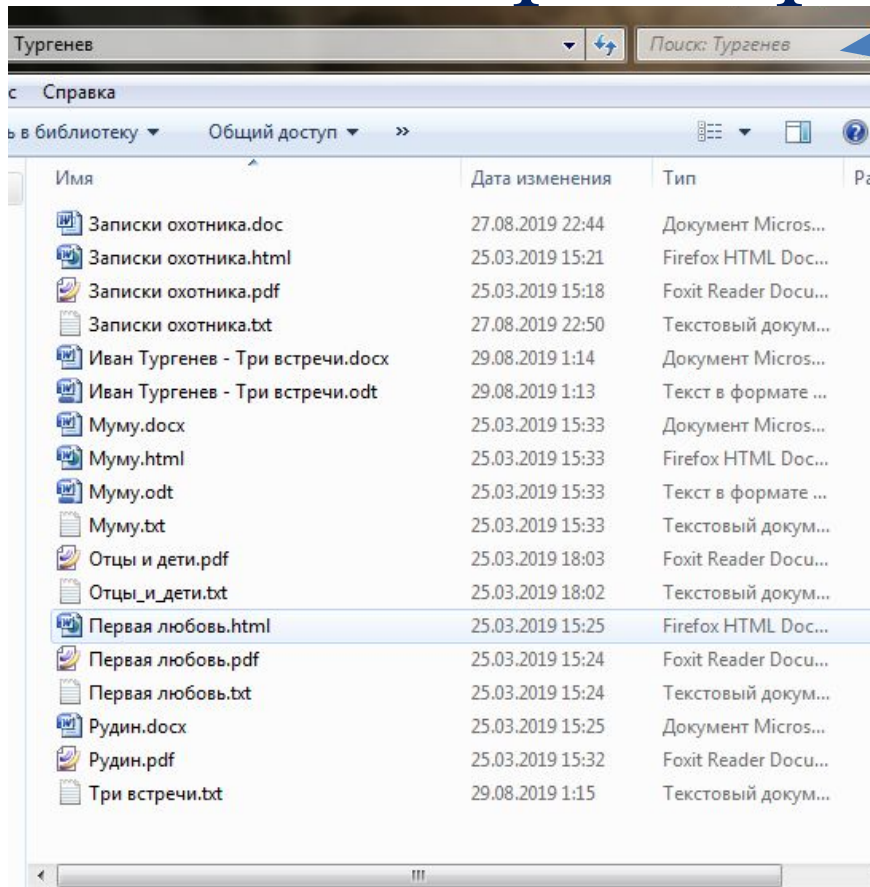 Тургенев Поиск: Тургенев
с Справка
ь в библиотеку Общий доступ »
Имя Дата изменения Тип Ра
Записки охотника.doc 27.08.2019 22:44 Документ Micros...
Записки охотника.html 25.03.2019 15:21 Firefox HTML Doc...
Записки охотника.pdf 25.03.2019 15:18 Foxit Reader Docu...
Записки охотника.txt 27.08.2019 22:50 Текстовый докум...
Иван Тургенев - Три встречи.docx 29.08.2019 1:14 Документ Micros...
Иван Тургенев - Три встречи.odt 29.08.2019 1:13 Текст в формате ...
Муму.docx 25.03.2019 15:33 Документ Micros...
Муму.html 25.03.2019 15:33 Firefox HTML Doc...
Муму.odt 25.03.2019 15:33 Текст в формате ...
Муму.txt 25.03.2019 15:33 Текстовый докум...
Отцы и дети.pdf 25.03.2019 18:03 Foxit Reader Docu...
Отцы_и_дети.txt 25.03.2019 18:02 Текстовый докум...
Первая любовь.html 25.03.2019 15:25 Firefox HTML Doc...
Первая любовь.pdf 25.03.2019 15:24 Foxit Reader Docu...
Первая любовь.txt 25.03.2019 15:24 Текстовый докум...
Рудин.docx 25.03.2019 15:25 Документ Micros...
Рудин.pdf 25.03.2019 15:32 Foxit Reader Docu...
Три встречи.txt 29.08.2019 1:15 Текстовый докум...